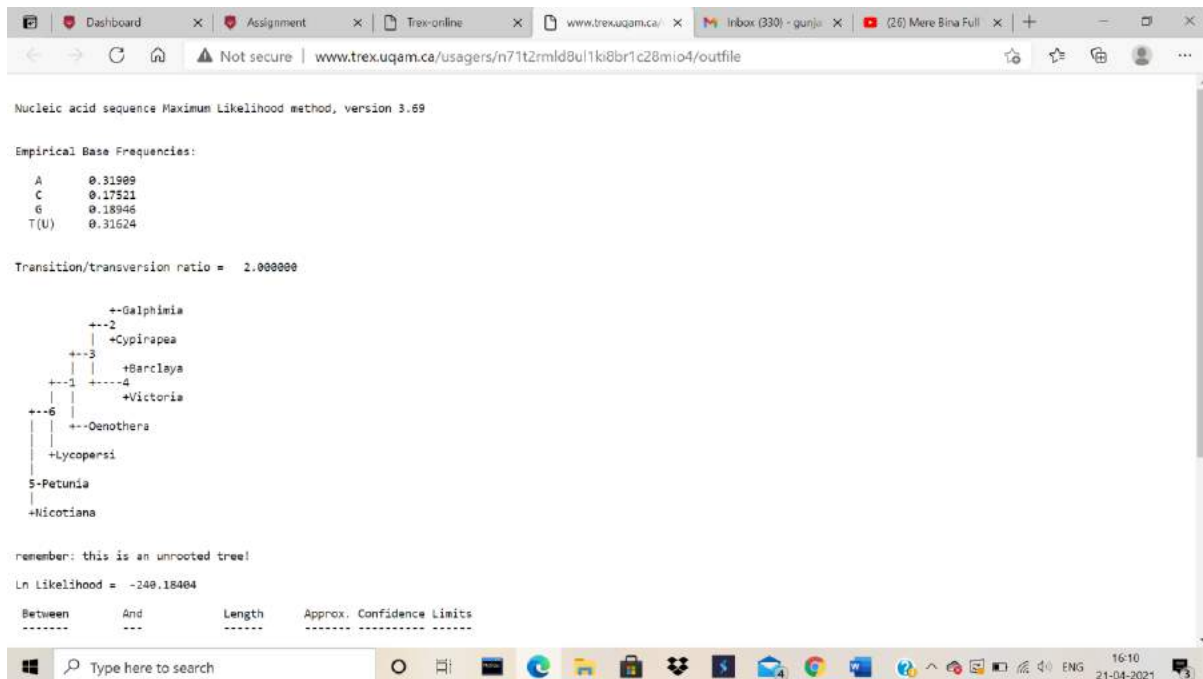 Dashboard
Assignment
Trex-online
www.trex.uqam.ca/
Inbox (330) - gunja
(26) Mere Bina Full
Not secure | www.trex.uqam.ca/usagers/n71t2rmld8ul1ki8br1c28mio4/outfile
Nucleic acid sequence Maximum Likelihood method, version 3.69
Empirical Base Frequencies:
A 0.31909
C 0.17521
G 0.18946
T(U) 0.31624
Transition/transversion ratio = 2.000000
+-Galphimia
+--2
| +Cypirapea
+--3
| | +Barclaya
+--1 +----4
| | +Victoria
+--6 |
| | +--Oenothera
| |
| +Lycopersi
|
5-Petunia
|
+Nicotiana
remember: this is an unrooted tree!
Ln Likelihood = -240.18404
Between And Length Approx. Confidence Limits
------- --- ------ ------- ---------- ------
Type here to search
4
ENG
16:10
21-04-2021
3